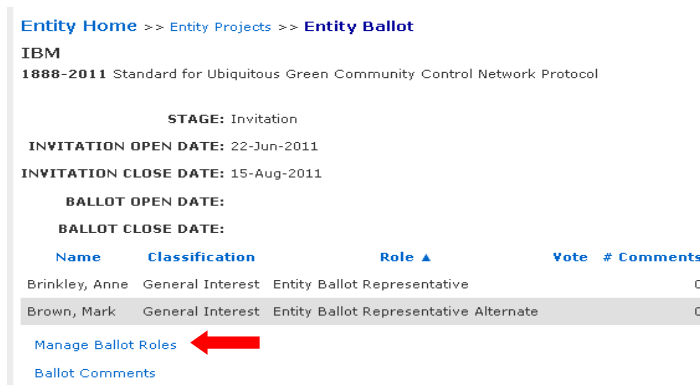 Entity Home >> Entity Projects >> Entity Ballot
IBM
1888-2011 Standard for Ubiquitous Green Community Control Network Protocol
STAGE: Invitation
INVITATION OPEN DATE: 22-Jun-2011
INVITATION CLOSE DATE: 15-Aug-2011
BALLOT OPEN DATE:
BALLOT CLOSE DATE:
Name Classification Role ▲ Vote # Comments
Brinkley, Anne General Interest Entity Ballot Representative 0
Brown, Mark General Interest Entity Ballot Representative Alternate 0
Manage Ballot Roles
Ballot Comments